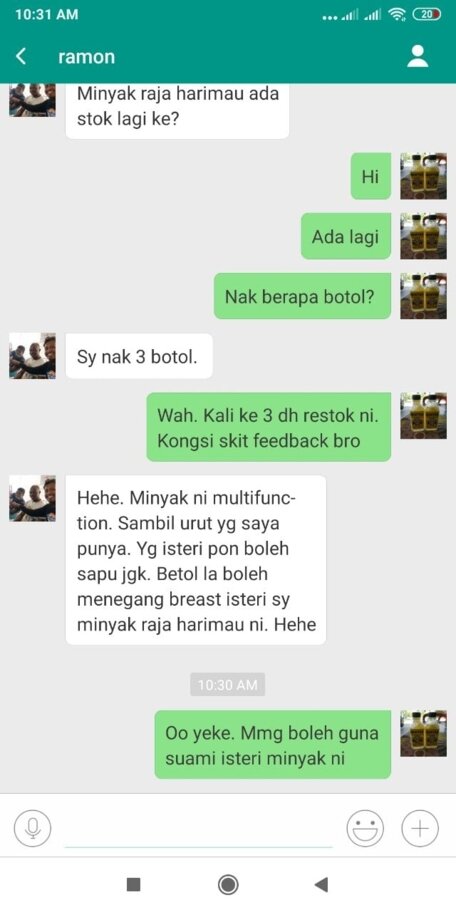 10:31 AM
20
ramon
Minyak raja harimau ada
stok lagi ke?
Hi
Ada lagi
Nak berapa botol?
Sy nak 3 botol.
Wah. Kali ke 3 dh restok ni.
Kongsi skit feedback bro
Hehe. Minyak ni multifunc-
tion. Sambil urut yg saya
punya. Yg isteri pon boleh
sapu jgk. Betol la boleh
menegang breast isteri sy
minyak raja harimau ni. Hehe
10:30 AM
Oo yeke. Mmg boleh guna
suami isteri minyak ni